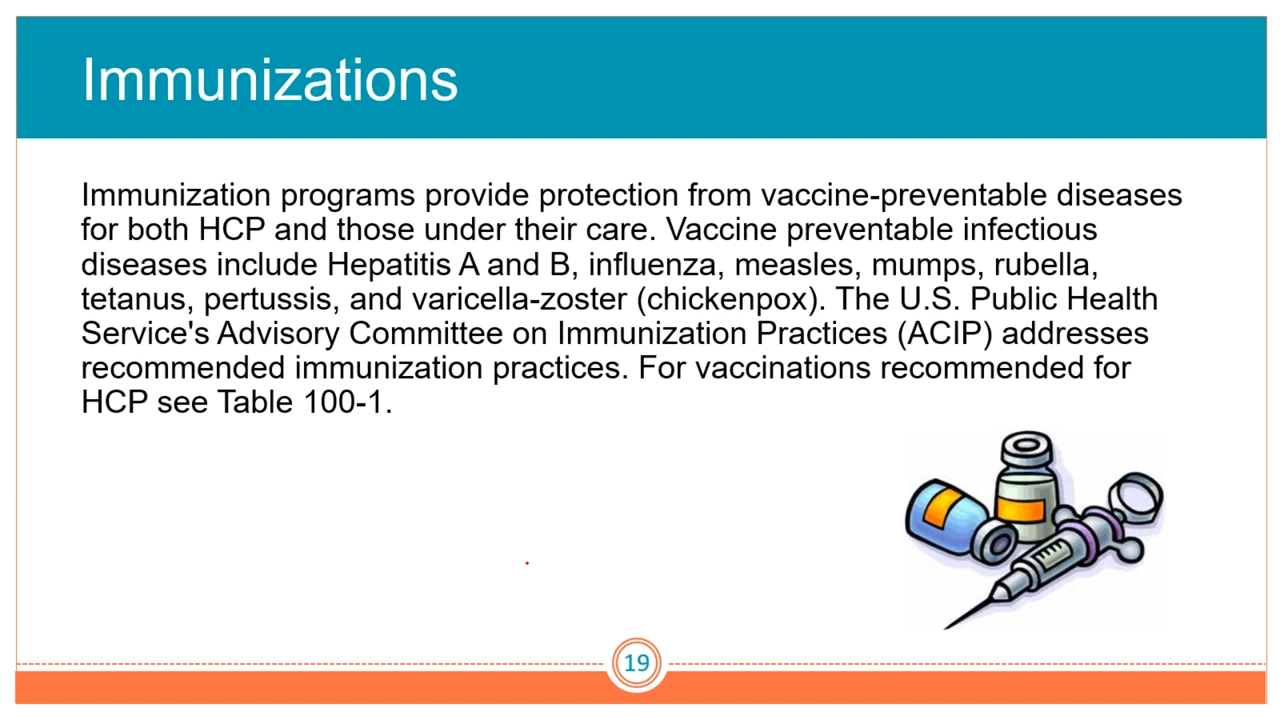 Immunizations
Immunization programs provide protection from vaccine-preventable diseases
for both HCP and those under their care. Vaccine preventable infectious
diseases include Hepatitis A and B, influenza, measles, mumps, rubella,
tetanus, pertussis, and varicella-zoster (chickenpox). The U.S. Public Health
Service's Advisory Committee on Immunization Practices (ACIP) addresses
recommended immunization practices. For vaccinations recommended for
HCP see Table 100-1.
19